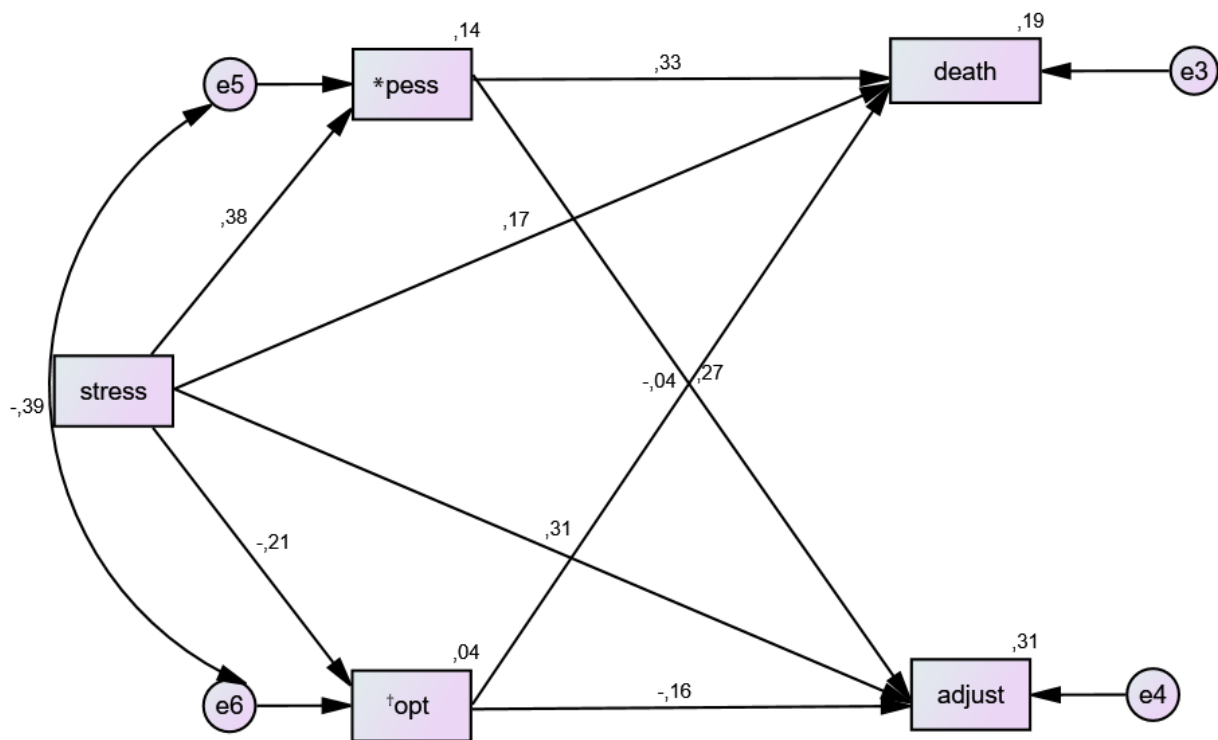 ,14
,19
e5
*pess
,33
death
e3
,38
,17
stress
-,39
-,04
,27
-,21
,31
,04
,31
e6
†opt
-,16
adjust
e4